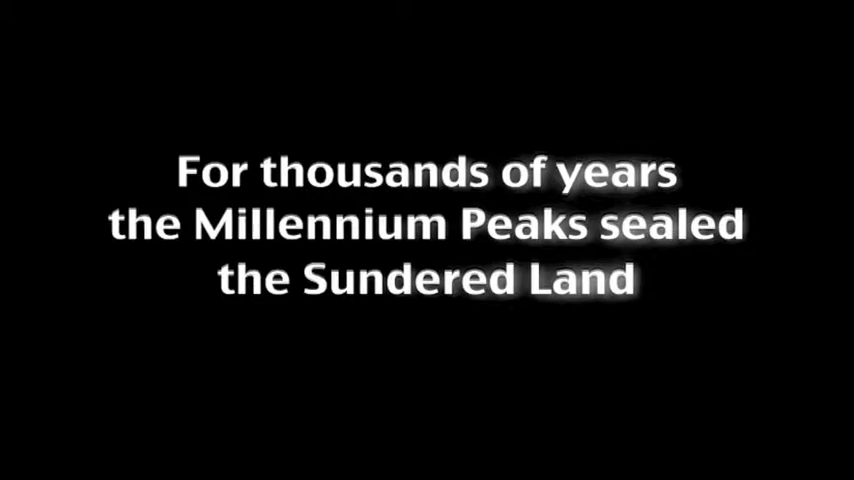 For thousands of years
the Millennium Peaks sealed
the Sundered Land